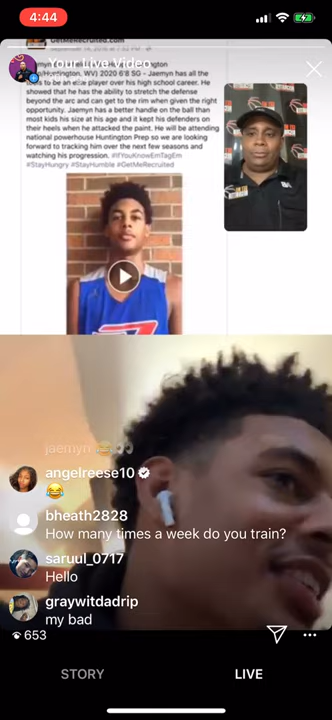 4:44
GetMeRecruited.com
Your Live Video
(Huntington, WV) 2020 6'8 SG - Jaemyn has all the
to be an elite player over his high school career. He
showed that he has the ability to stretch the defense
beyond the arc and can get to the rim when given the right
opportunity. Jaemyn has a better handle on the ball than
most kids his size at this age and it kept his defenders on
their heels when he attacked the paint. He will be attending
national powerhouse Huntington Prep so we are looking
forward to tracking him over the next few seasons and
watching his progression. #IfYouKnowEmTagEm
#StayHungry #StayHumble #GetMeRecruited
jaemyn 😂
angelreese10
😂
bheath2828
How many times a week do you train?
saruul_0717
Hello
graywitdadrip
my bad
653
STORY LIVE